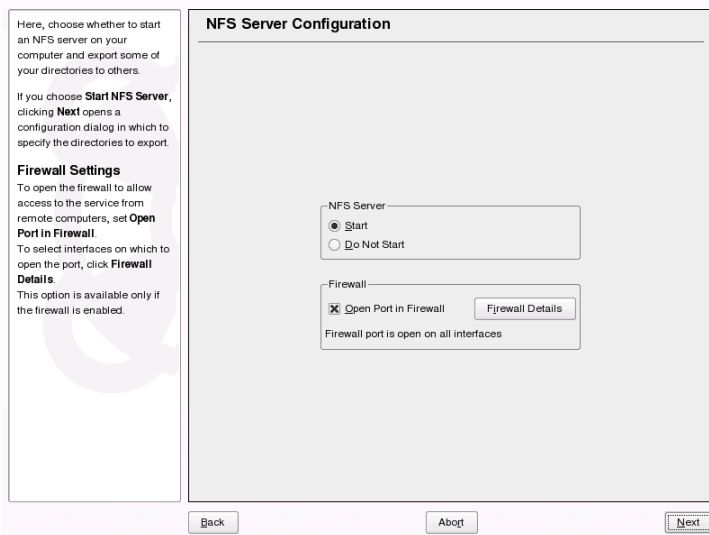 Here, choose whether to start
an NFS server on your
computer and export some of
your directories to others.
If you choose Start NFS Server,
clicking Next opens a
configuration dialog in which to
specify the directories to export.
Firewall Settings
To open the firewall to allow
access to the service from
remote computers, set Open
Port in Firewall.
To select interfaces on which to
open the port, click Firewall
Details.
This option is available only if
the firewall is enabled.
NFS Server Configuration
NFS Server
Start
Do Not Start
Firewall
Open Port in Firewall
Firewall Details
Firewall port is open on all interfaces
Back
Abort
Next